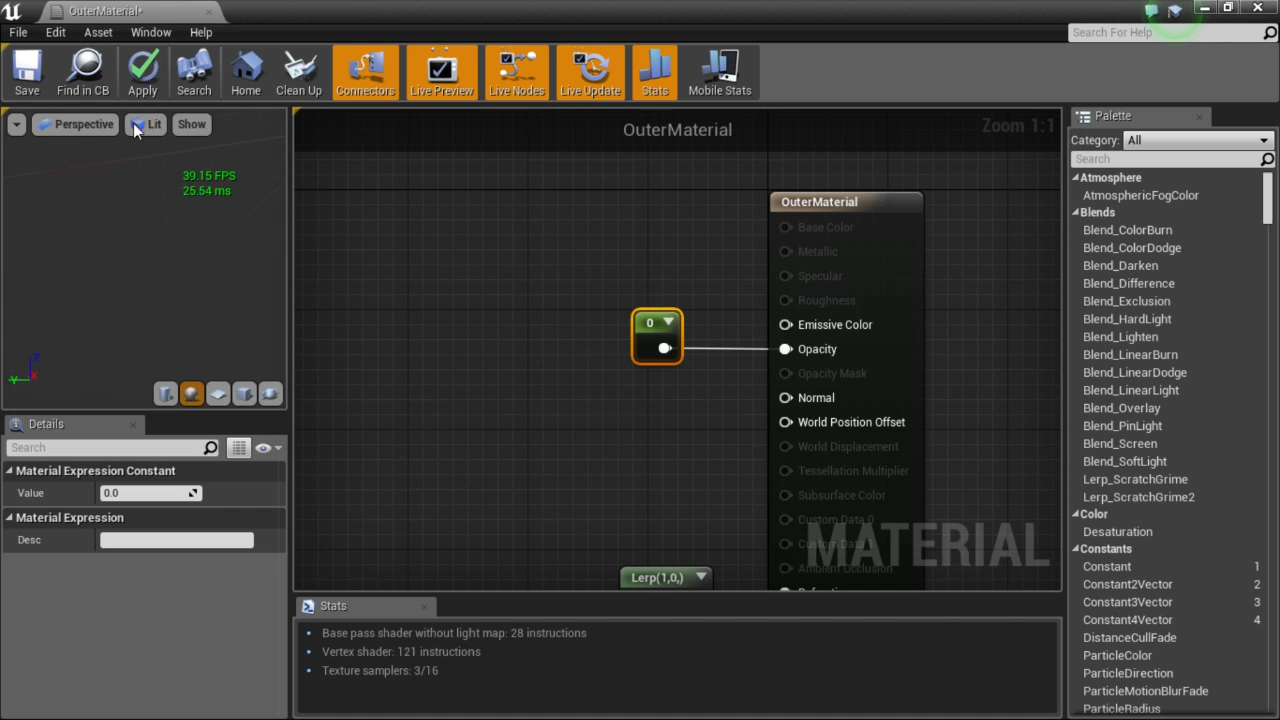 OuterMaterial*
File Edit Asset Window Help
Search For Help
Save Find in CB Apply Search Home Clean Up Connectors Live Preview Live Nodes Live Update Stats Mobile Stats
Perspective Lit Show
39.15 FPS
25.54 ms
Z
Y
X
Details
Search
Material Expression Constant
Value 0.0
Material Expression
Desc
OuterMaterial
Zoom 1:1
0
OuterMaterial
Base Color
Metallic
Specular
Roughness
Emissive Color
Opacity
Opacity Mask
Normal
World Position Offset
World Displacement
Tessellation Multiplier
Subsurface Color
Custom Data 0
Custom Data 1
Ambient Occlusion
MATERIAL
Lerp(1,0,)
Stats
Base pass shader without light map: 28 instructions
Vertex shader: 121 instructions
Texture samplers: 3/16
Palette
Category: All
Search
Atmosphere
AtmosphericFogColor
Blends
Blend_ColorBurn
Blend_ColorDodge
Blend_Darken
Blend_Difference
Blend_Exclusion
Blend_HardLight
Blend_Lighten
Blend_LinearBurn
Blend_LinearDodge
Blend_LinearLight
Blend_Overlay
Blend_PinLight
Blend_Screen
Blend_SoftLight
Lerp_ScratchGrime
Lerp_ScratchGrime2
Color
Desaturation
Constants
Constant 1
Constant2Vector 2
Constant3Vector 3
Constant4Vector 4
DistanceCullFade
ParticleColor
ParticleDirection
ParticleMotionBlurFade
ParticleRadius